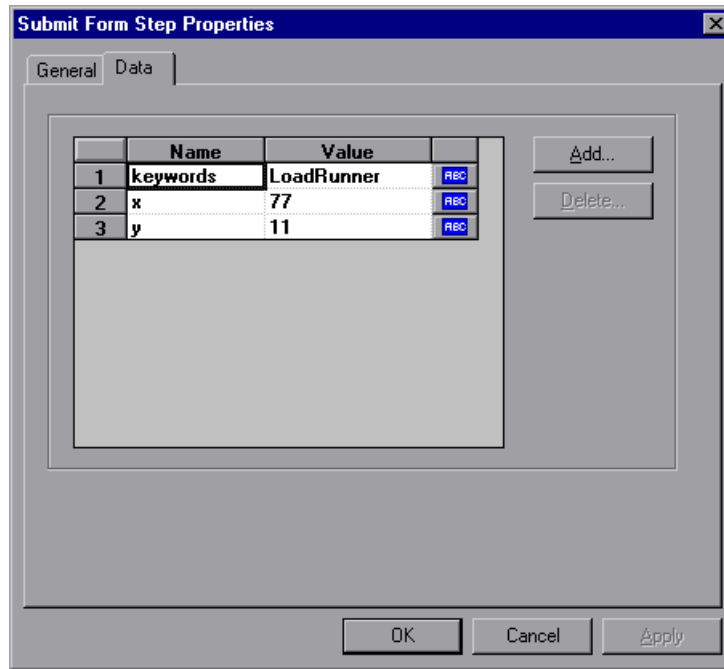 Submit Form Step Properties
General Data
Name Value
1 keywords LoadRunner ABC
2 x 77 ABC
3 y 11 ABC
Add...
Delete...
OK Cancel Apply